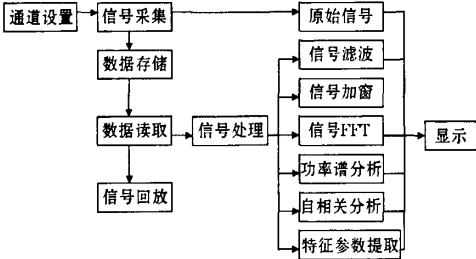 通道设置
信号采集
原始信号
数据存储
信号滤波
信号加窗
数据读取
信号处理
信号FFT
显示
功率谱分析
信号回放
自相关分析
特征参数提取